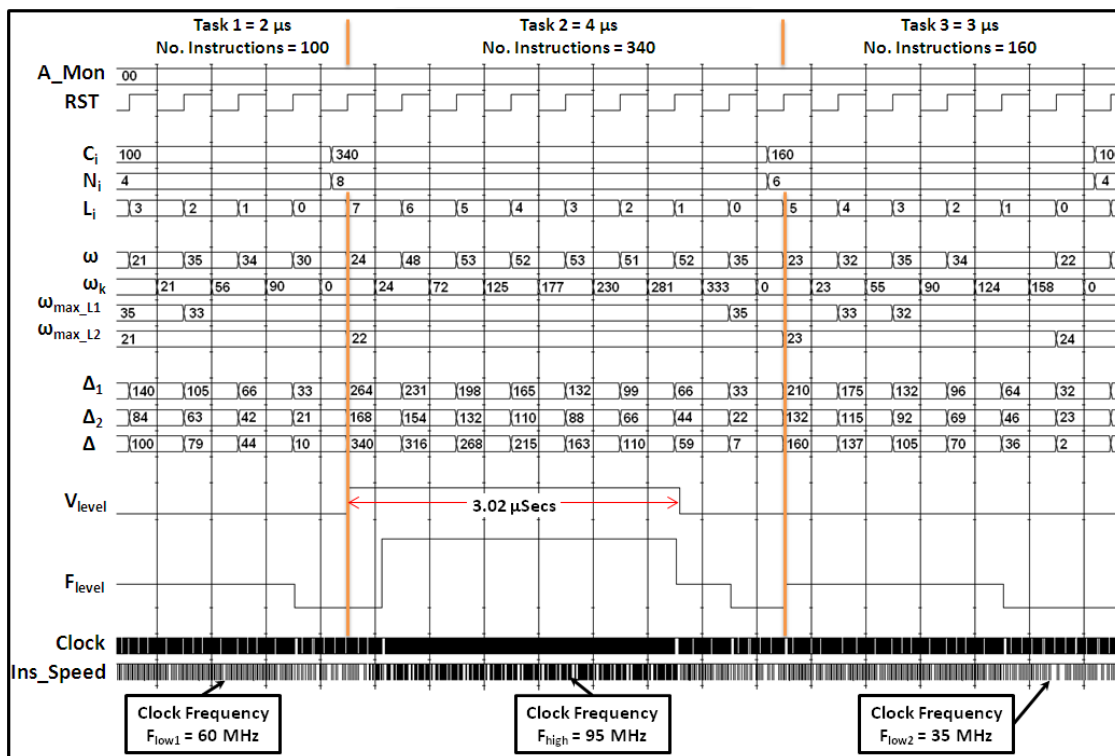 Task 1 = 2 µs Task 2 = 4 µs Task 3 = 3 µs
No. Instructions = 100 No. Instructions = 340 No. Instructions = 160
A_Mon 00
RST
Ci 100 340 160 10
Ni 4 8 6 4
Li 3 2 1 0 7 6 5 4 3 2 1 0 5 4 3 2 1 0
ω 21 35 34 30 24 48 53 52 53 51 52 35 23 32 35 34 22
ωk 21 56 90 0 24 72 125 177 230 281 333 0 23 55 90 124 158 0
ωmax_L1 35 33 35 33 32
ωmax_L2 21 22 23 24
Δ1 140 105 66 33 264 231 198 165 132 99 66 33 210 175 132 96 64 32
Δ2 84 63 42 21 168 154 132 110 88 66 44 22 132 115 92 69 46 23
Δ 100 79 44 10 340 316 268 215 163 110 59 7 160 137 105 70 36 2
Vlevel 3.02 µSecs
Flevel
Clock
Ins_Speed
Clock Frequency Clock Frequency Clock Frequency
Flow1 = 60 MHz Fhigh = 95 MHz Flow2 = 35 MHz